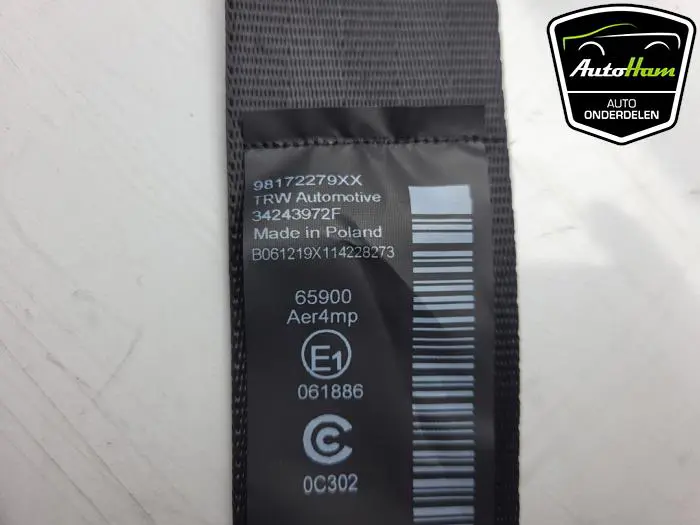 AutoHam
AUTO
ONDERDELEN
98172279XX
TRW Automotive
34243972F
Made in Poland
B061219X114228273
65900
Aer4mp
E1
061886
0C302